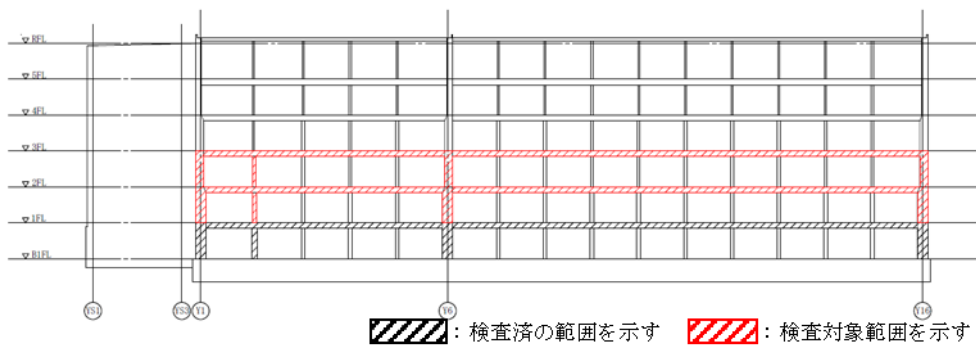 ▽ RFL
▽ 5FL
▽ 4FL
▽ 3FL
▽ 2FL
▽ 1FL
▽ B1FL
YS1 YS3 Y1 Y6 Y16
：検査済の範囲を示す ：検査対象範囲を示す